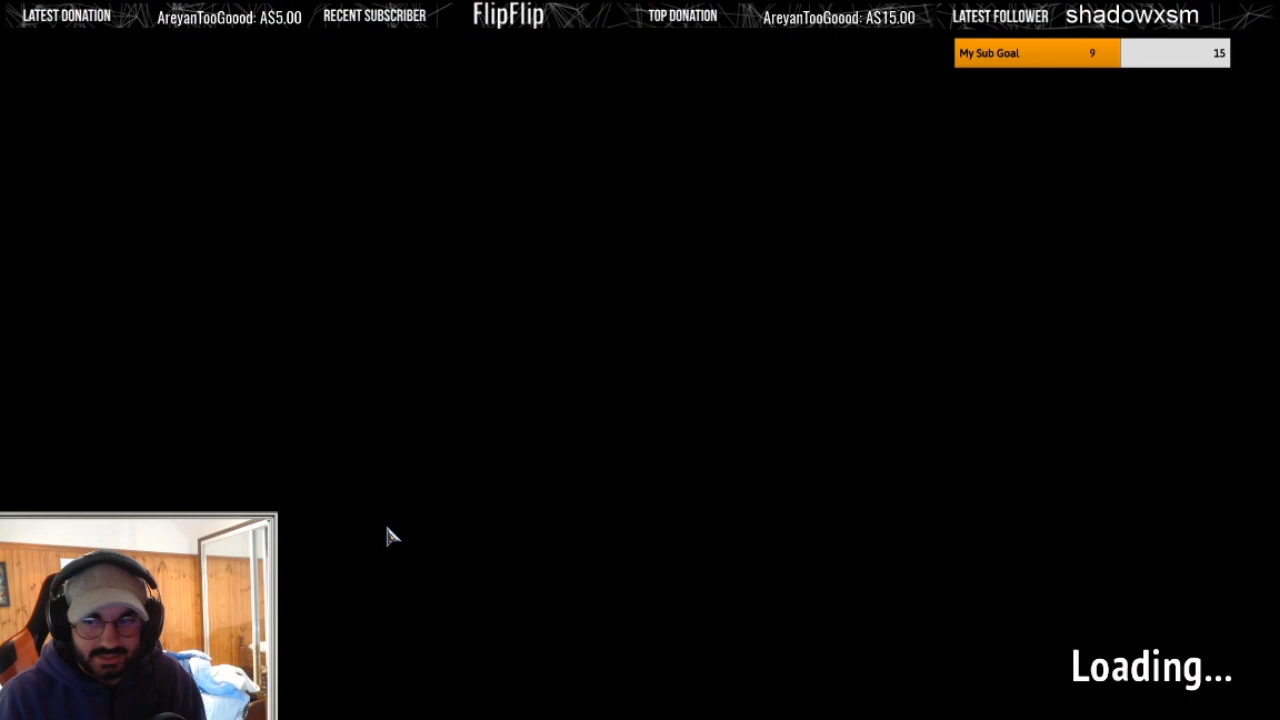 LATEST DONATION AreyanTooGoood: A$5.00 RECENT SUBSCRIBER FlipFlip TOP DONATION AreyanTooGoood: A$15.00 LATEST FOLLOWER shadowxsm
My Sub Goal 9 15
Loading...